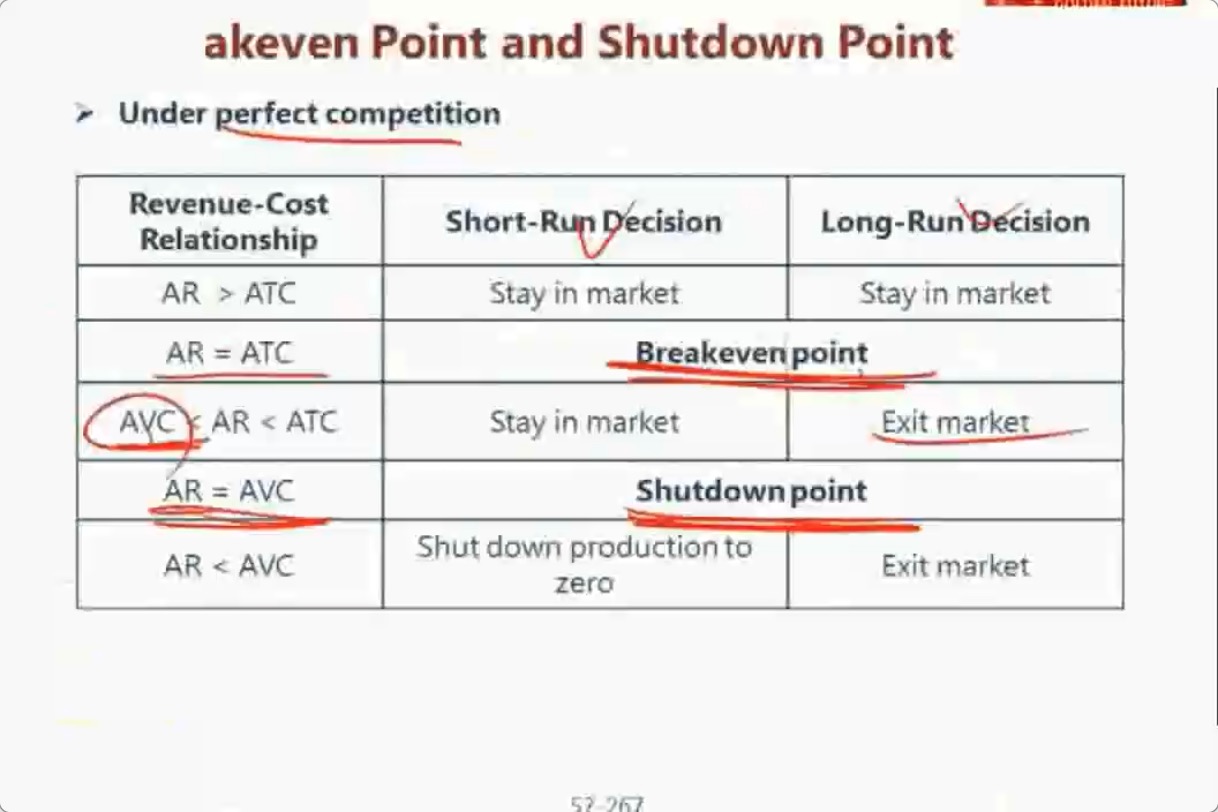 akeven Point and Shutdown Point
➢ Under perfect competition
Revenue-Cost
Relationship
Short-Run Decision
Long-Run Decision
AR > ATC
Stay in market
Stay in market
AR = ATC
Breakeven point
AVC < AR < ATC
Stay in market
Exit market
AR = AVC
Shutdown point
AR < AVC
Shut down production to
zero
Exit market
57-267